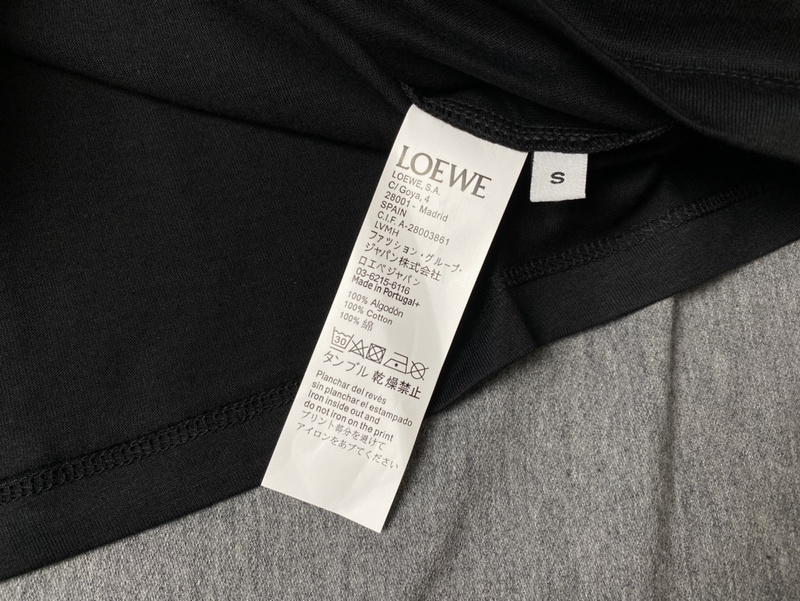 LOEWE
LOEWE, S.A.
C/ Goya, 4
28001 - Madrid
SPAIN
C.I.F. A-28003861
LVMH
ファッション・グループ・
ジャパン株式会社
ロエベジャパン
03-6215-6116
Made in Portugal+
100% Algodón
100% Cotton
100% 綿
30
タンブル 乾燥禁止
Planchar del revés
sin planchar el estampado
Iron inside out and
do not iron on the print
プリント部分を避けて
アイロンをあててください
S